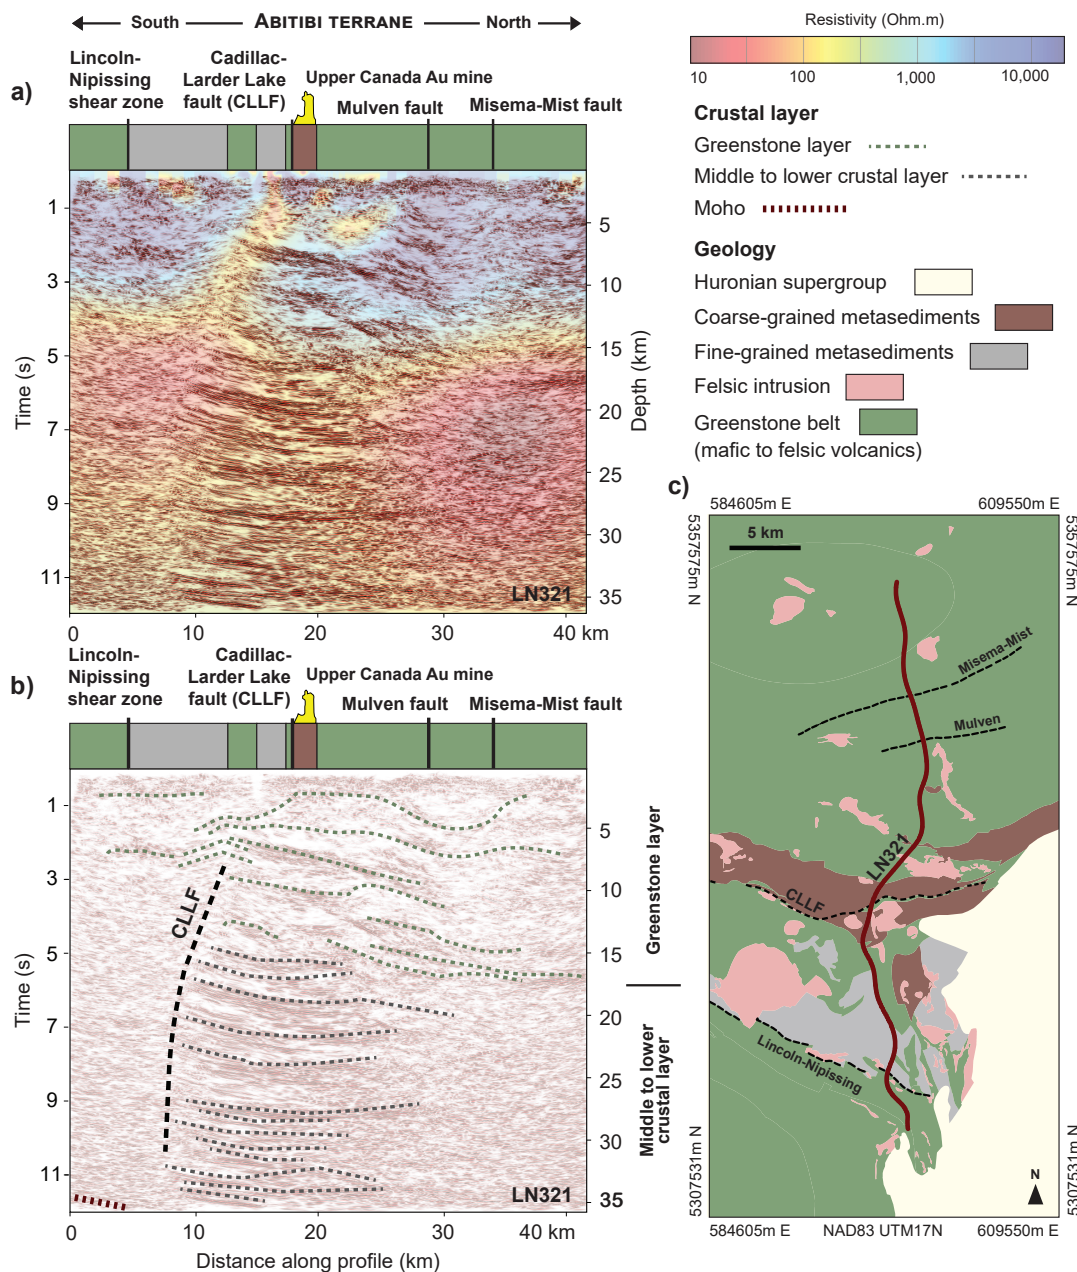 South ABITIBI TERRANE North
a)
Lincoln-
Nipissing
shear zone
Cadillac-
Larder Lake
fault (CLLF)
Upper Canada Au mine
Mulven fault
Misema-Mist fault
Time (s)
1
3
5
7
9
11
Depth (km)
5
10
15
20
25
30
35
LN321
0 10 20 30 40 km
b)
Lincoln-
Nipissing
shear zone
Cadillac-
Larder Lake
fault (CLLF)
Upper Canada Au mine
Mulven fault
Misema-Mist fault
Time (s)
1
3
5
7
9
11
5
10
15
20
25
30
35
CLLF
LN321
Greenstone layer
Middle to lower
crustal layer
0 10 20 30 40 km
Distance along profile (km)
Resistivity (Ohm.m)
10 100 1,000 10,000
Crustal layer
Greenstone layer
Middle to lower crustal layer
Moho
Geology
Huronian supergroup
Coarse-grained metasediments
Fine-grained metasediments
Felsic intrusion
Greenstone belt
(mafic to felsic volcanics)
c)
584605m E 609550m E
5357575m N
5357575m N
5 km
Misema-Mist
Mulven
LN321
CLLF
Lincoln-Nipissing
N
5307531m N
5307531m N
584605m E NAD83 UTM17N 609550m E